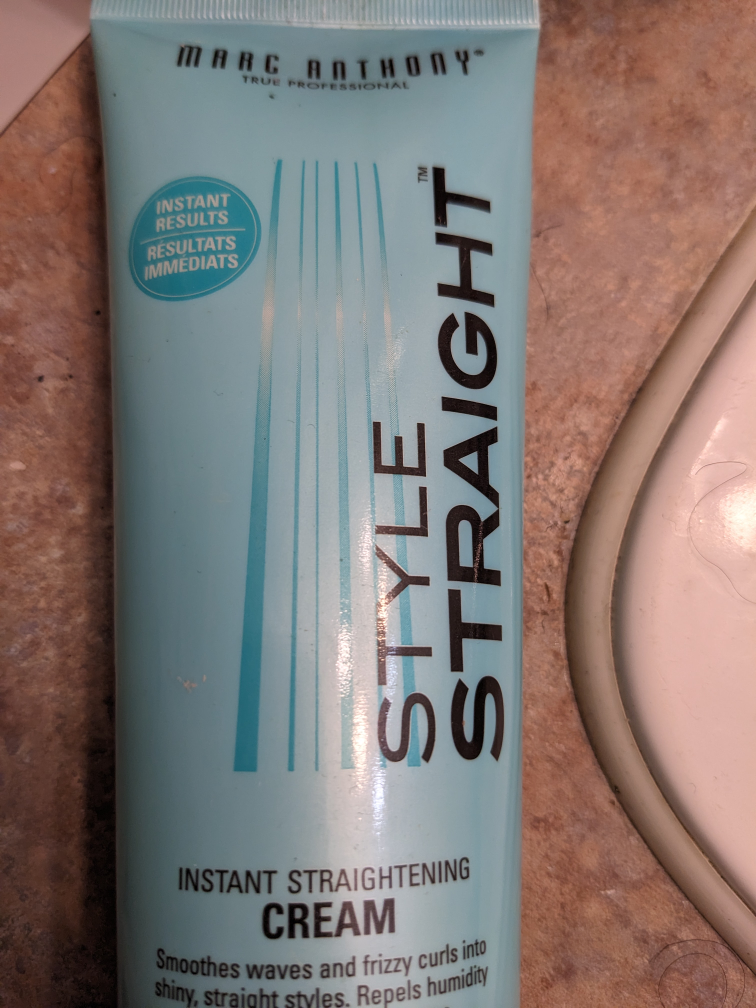 MARC ANTHONY®
TRUE PROFESSIONAL
INSTANT
RESULTS
RÉSULTATS
IMMÉDIATS
STYLE
STRAIGHT™
INSTANT STRAIGHTENING
CREAM
Smoothes waves and frizzy curls into
shiny, straight styles. Repels humidity